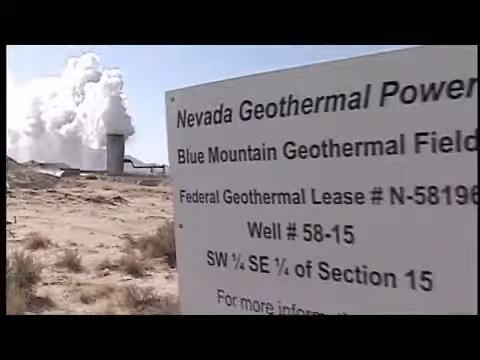 Nevada Geothermal Power
Blue Mountain Geothermal Field
Federal Geothermal Lease # N-58196
Well # 58-15
SW ¼ SE ¼ of Section 15
For more information